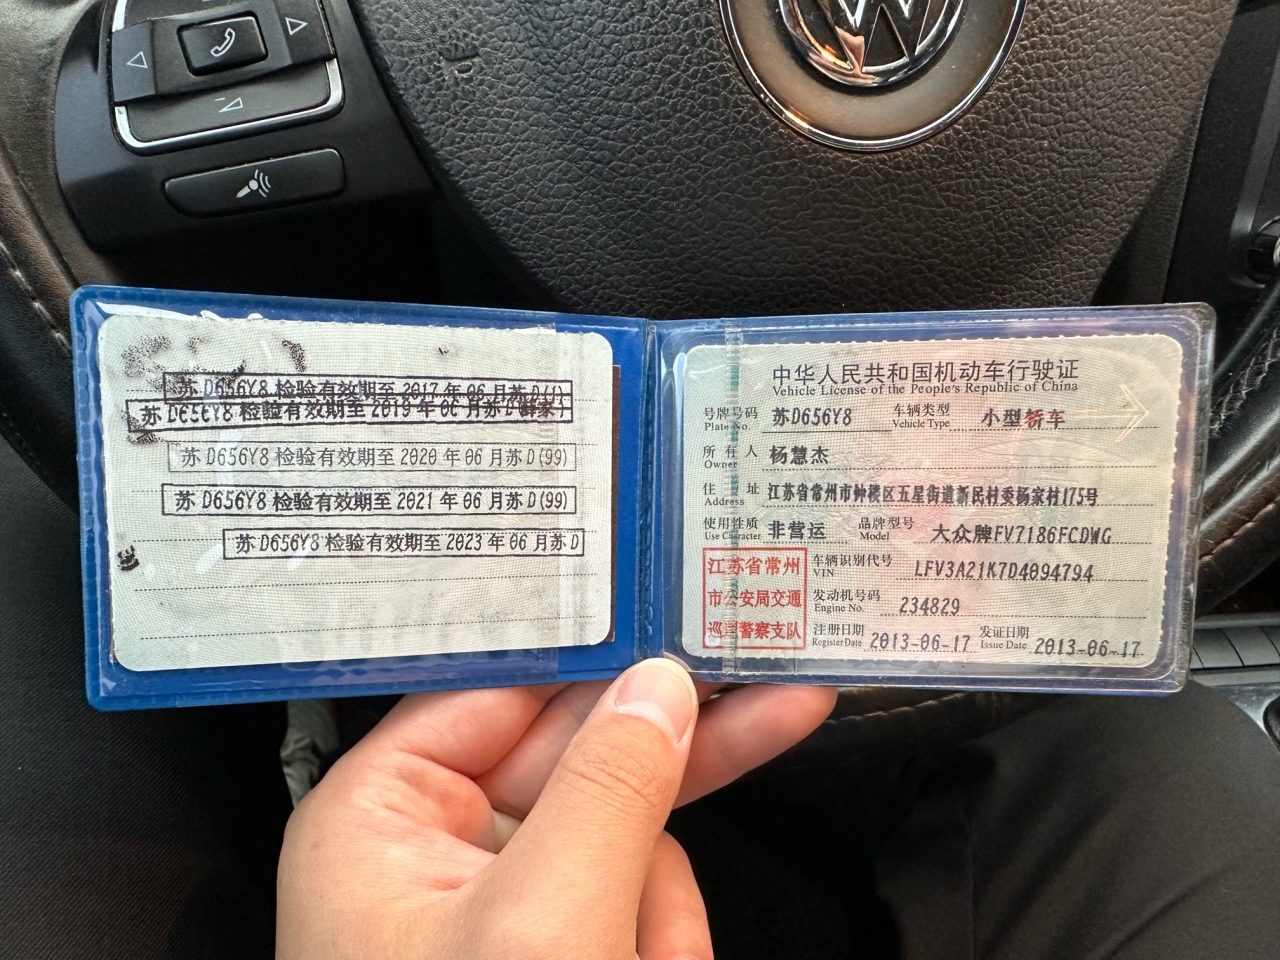 苏 D656Y8 检验有效期至 2017 年 06 月苏 D(1)
苏 D656Y8 检验有效期至 2019 年 06 月苏 D
苏 D656Y8 检验有效期至 2020 年 06 月苏 D(99)
苏 D656Y8 检验有效期至 2021 年 06 月苏 D(99)
苏 D656Y8 检验有效期至 2023 年 06 月苏 D
中华人民共和国机动车行驶证
Vehicle License of the People's Republic of China
号牌号码 苏D656Y8 车辆类型 小型轿车
Plate No. Vehicle Type
所有人 杨慧杰
Owner
住址 江苏省常州市钟楼区五星街道新民村委杨家村175号
Address
使用性质 非营运 品牌型号 大众牌FV7186FCDWG
Use Character Model
江苏省常州
市公安局交通
巡逻警察支队
车辆识别代号 LFV3A21K7D4094794
VIN
发动机号码 234829
Engine No.
注册日期 2013-06-17 发证日期 2013-06-17
Register Date Issue Date